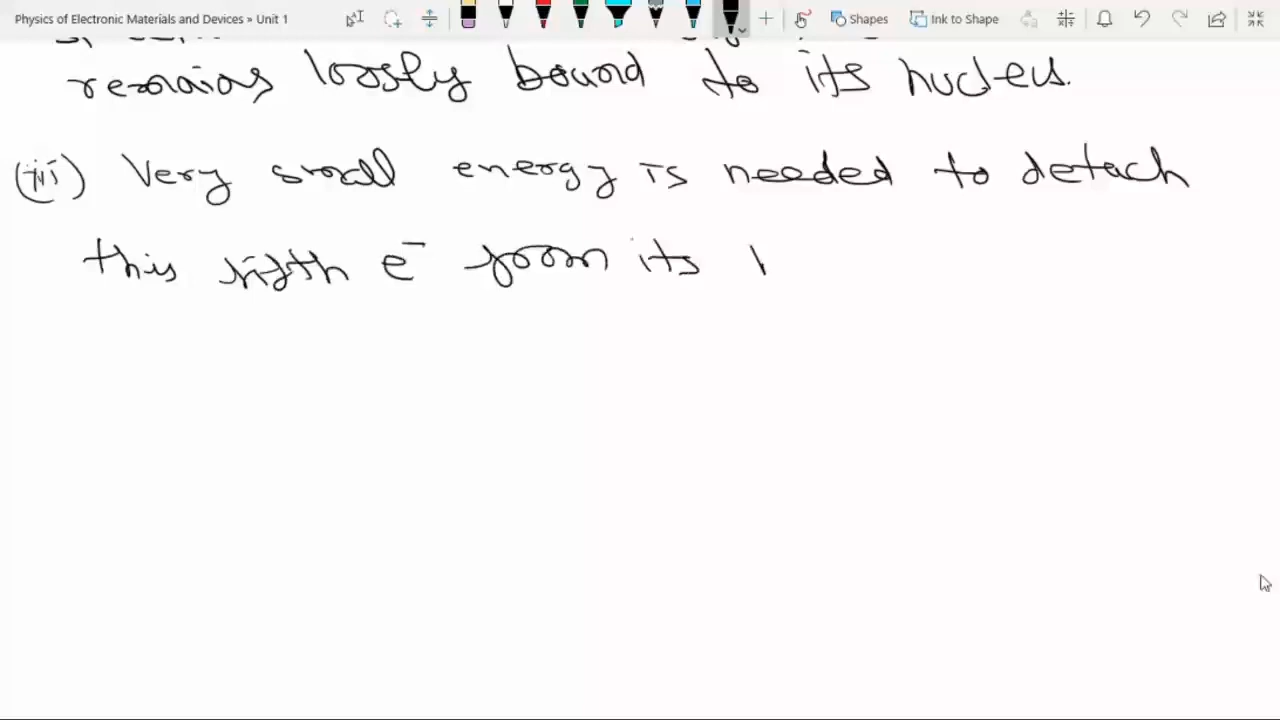 Physics of Electronic Materials and Devices » Unit 1
Shapes
Ink to Shape
remains loosly bound to its nucleus.
(iii) Very small energy is needed to detach
this fifth e⁻ from its